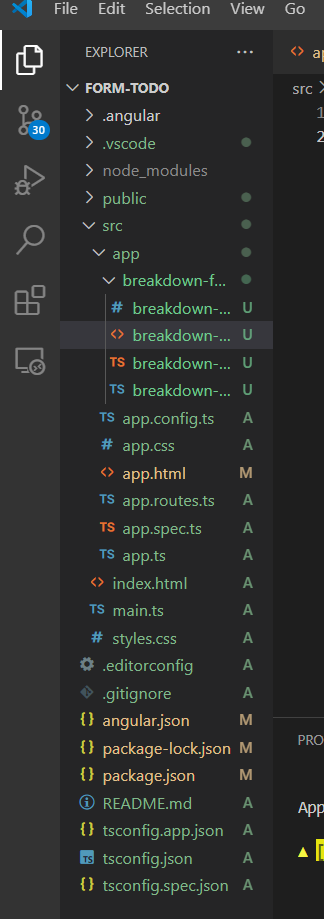 File Edit Selection View Go
EXPLORER ···
FORM-TODO
.angular
.vscode
node_modules
public
src
app
breakdown-f...
# breakdown-... U
<> breakdown-... U
TS breakdown-... U
TS breakdown-... U
TS app.config.ts A
# app.css A
<> app.html M
TS app.routes.ts A
TS app.spec.ts A
TS app.ts A
<> index.html A
TS main.ts A
# styles.css A
.editorconfig A
.gitignore A
{} angular.json M
{} package-lock.json M
{} package.json M
README.md A
{} tsconfig.app.json A
TS tsconfig.json A
{} tsconfig.spec.json A
30
<> ap
src >
1
2
PRO
App